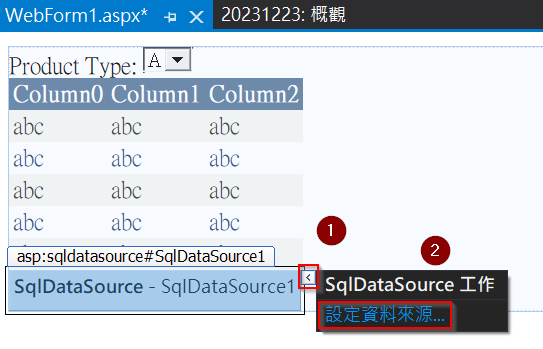 WebForm1.aspx* 20231223: 概觀
Product Type: A
Column0 Column1 Column2
abc abc abc
abc abc abc
abc abc abc
abc abc abc
asp:sqldatasource#SqlDataSource1
SqlDataSource - SqlDataSource1
1
2
SqlDataSource 工作
設定資料來源...